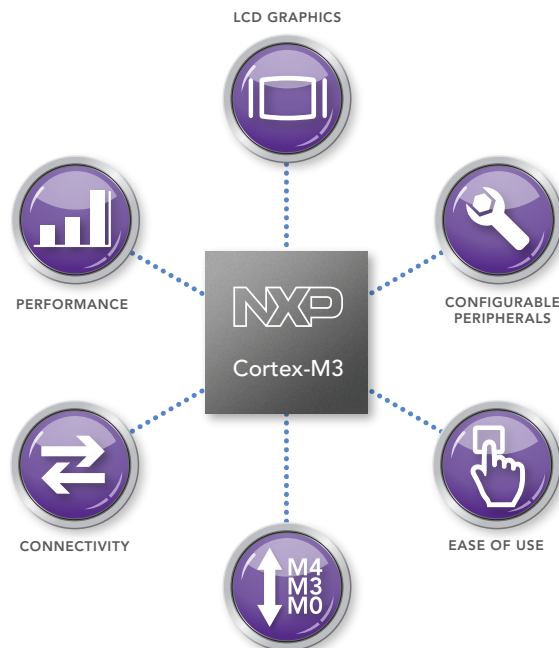 LCD GRAPHICS
PERFORMANCE
CONFIGURABLE
PERIPHERALS
NXP
Cortex-M3
CONNECTIVITY
EASE OF USE
M4
M3
M0